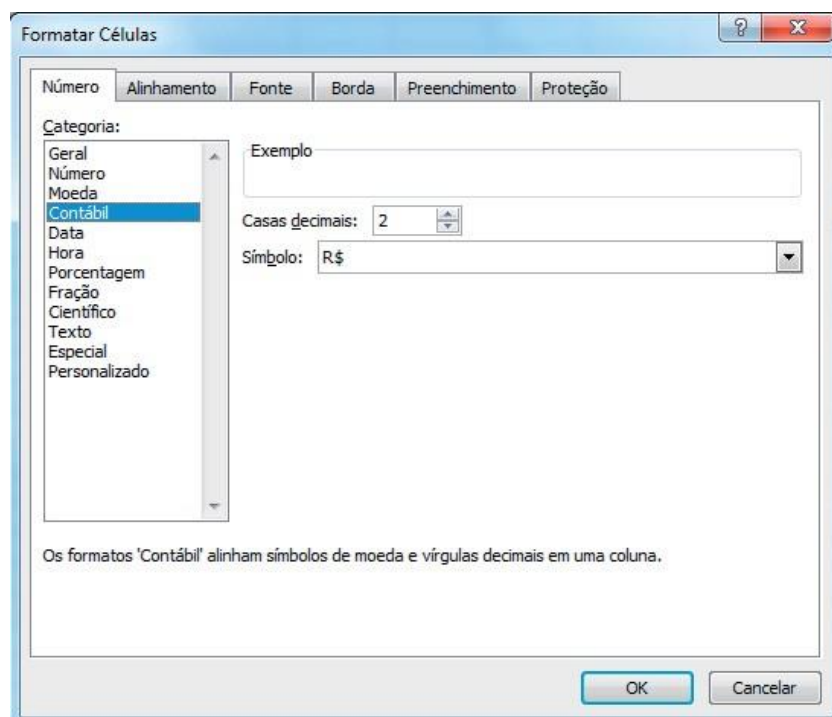 Formatar Células
Número Alinhamento Fonte Borda Preenchimento Proteção
Categoria:
Geral
Número
Moeda
Contábil
Data
Hora
Porcentagem
Fração
Científico
Texto
Especial
Personalizado
Exemplo
Casas decimais: 2
Símbolo: R$
Os formatos 'Contábil' alinham símbolos de moeda e vírgulas decimais em uma coluna.
OK Cancelar